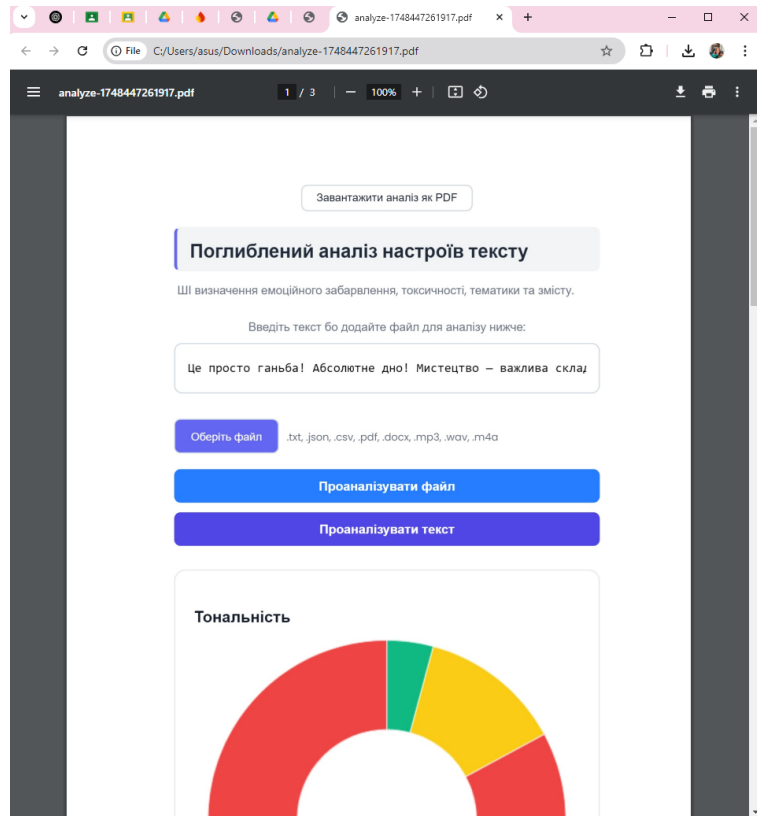 analyze-1748447261917.pdf
File C:/Users/asus/Downloads/analyze-1748447261917.pdf
analyze-1748447261917.pdf 1 / 3 100%
Завантажити аналіз як PDF
Поглиблений аналіз настроїв тексту
ШІ визначення емоційного забарвлення, токсичності, тематики та змісту.
Введіть текст бо додайте файл для аналізу нижче:
Це просто ганьба! Абсолютне дно! Мистецтво – важлива склад
Оберіть файл .txt, .json, .csv, .pdf, .docx, .mp3, .wav, .m4a
Проаналізувати файл
Проаналізувати текст
Тональність